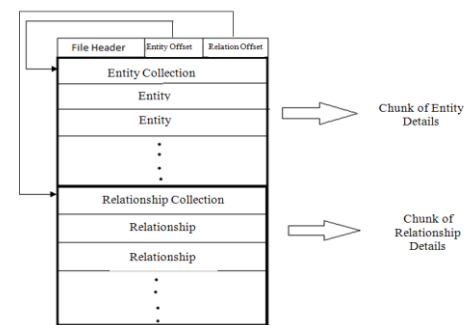 File Header Entity Offset Relation Offset
Entity Collection
Entity
Entity
Chunk of Entity
Details
Relationship Collection
Relationship
Relationship
Chunk of
Relationship
Details